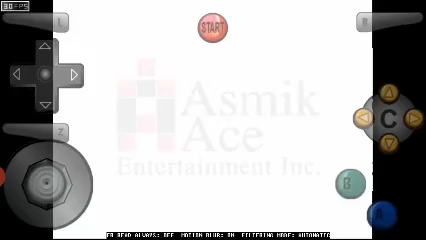 30 FPS
L
START
R
Asmik
Ace
Entertainment Inc.
C
Z
B
A
FB READ ALWAYS: OFF MOTION BLUR: ON FILTERING MODE: AUTOMATIC